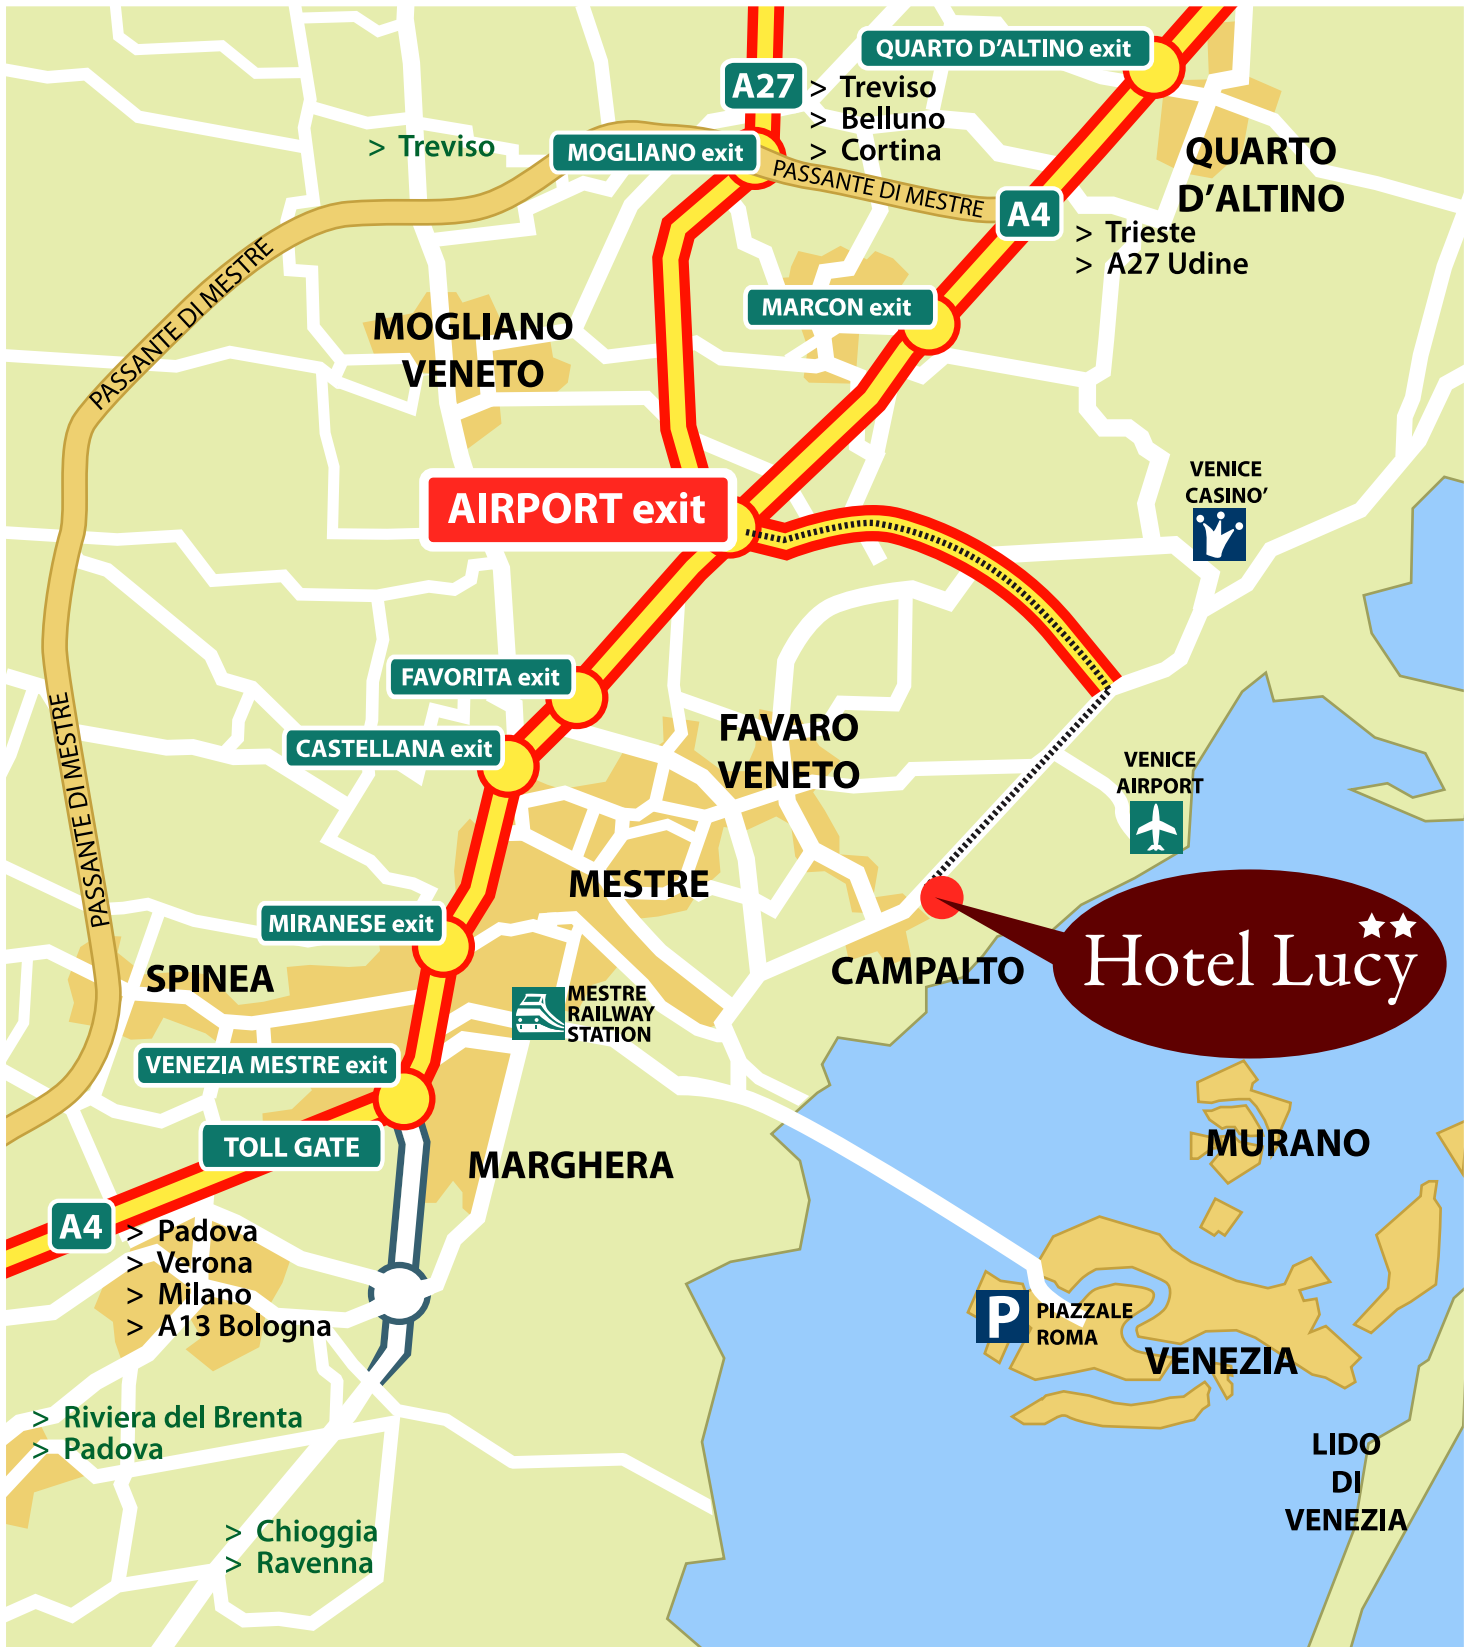 QUARTO D'ALTINO exit
A27
> Treviso
> Belluno
> Cortina
> Treviso
MOGLIANO exit
PASSANTE DI MESTRE
QUARTO
D'ALTINO
A4
> Trieste
> A27 Udine
PASSANTE DI MESTRE
MARCON exit
MOGLIANO
VENETO
VENICE
CASINO'
AIRPORT exit
FAVORITA exit
CASTELLANA exit
FAVARO
VENETO
PASSANTE DI MESTRE
VENICE
AIRPORT
MESTRE
MIRANESE exit
Hotel Lucy
CAMPALTO
SPINEA
MESTRE
RAILWAY
STATION
VENEZIA MESTRE exit
TOLL GATE
MARGHERA
MURANO
A4
> Padova
> Verona
> Milano
> A13 Bologna
P
PIAZZALE
ROMA
VENEZIA
> Riviera del Brenta
> Padova
LIDO
DI
VENEZIA
> Chioggia
> Ravenna